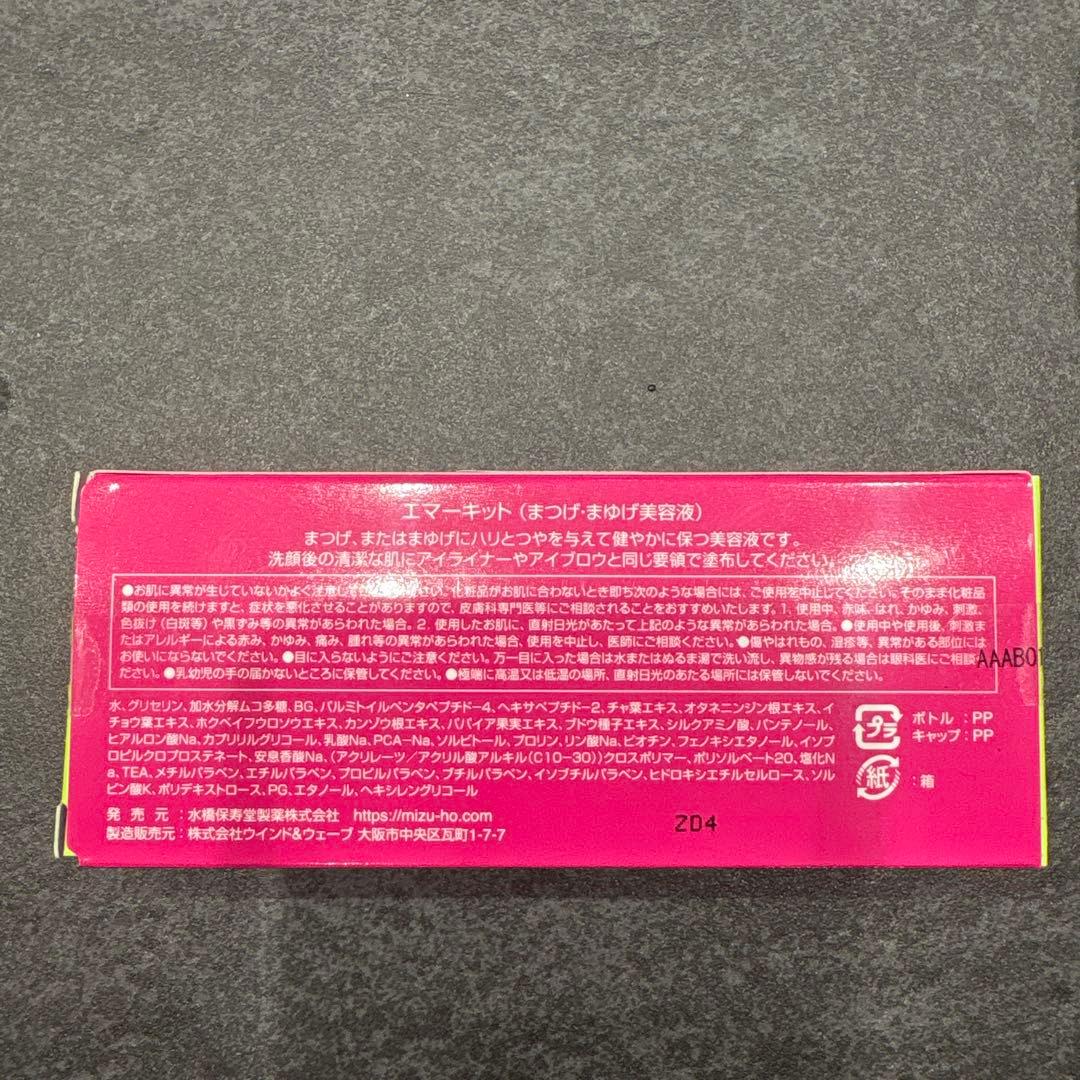 エマーキット（まつげ・まゆげ美容液）
まつげ、またはまゆげにハリとつやを与えて健やかに保つ美容液です。
洗顔後の清潔な肌にアイライナーやアイブロウと同じ要領で塗布してください。
●お肌に異常が生じていないかよく注意して使用してください。化粧品がお肌に合わないとき即ち次のような場合には、ご使用を中止してください。そのまま化粧品
類の使用を続けますと、症状を悪化させることがありますので、皮膚科専門医等にご相談されることをおすすめいたします。1. 使用中、赤味、はれ、かゆみ、刺激、
色抜け（白斑等）や黒ずみ等の異常があらわれた場合。2. 使用したお肌に、直射日光があたって上記のような異常があらわれた場合。●使用中や使用後、刺激ま
たはアレルギーによる赤み、かゆみ、痛み、腫れ等の異常があらわれた場合、使用を中止し、医師にご相談ください。●傷やはれもの、湿疹等、異常がある部位には
お使いにならないでください。●目に入らないようにご注意ください。万一目に入った場合は水またはぬるま湯で洗い流し、異物感が残る場合は眼科医にご相談
ださい。●乳幼児の手の届かないところに保管してください。●極端に高温又は低温の場所、直射日光のあたる場所には保管しないでください。
AAAB0
水、グリセリン、加水分解ムコ多糖、BG、パルミトイルペンタペプチド-4、ヘキサペプチド-2、チャ葉エキス、オタネニンジン根エキス、イ
チョウ葉エキス、ホクベイフウロソウエキス、カンゾウ根エキス、パパイア果実エキス、ブドウ種子エキス、シルクアミノ酸、パンテノール、
ヒアルロン酸Na、カプリリルグリコール、乳酸Na、PCA-Na、ソルビトール、プロリン、リン酸Na、ビオチン、フェノキシエタノール、イソプ
ロピルクロプロステネート、安息香酸Na、（アクリレーツ／アクリル酸アルキル（C10-30））クロスポリマー、ポリソルベート20、塩化N
a、TEA、メチルパラベン、エチルパラベン、プロピルパラベン、ブチルパラベン、イソブチルパラベン、ヒドロキシエチルセルロース、ソル
ビン酸K、ポリデキストロース、PG、エタノール、ヘキシレングリコール
プラ
ボトル：PP
キャップ：PP
紙
：箱
発売元：水橋保寿堂製薬株式会社 https://mizu-ho.com
製造販売元：株式会社ウインド&ウェーブ 大阪市中央区瓦町1-7-7
ZD4